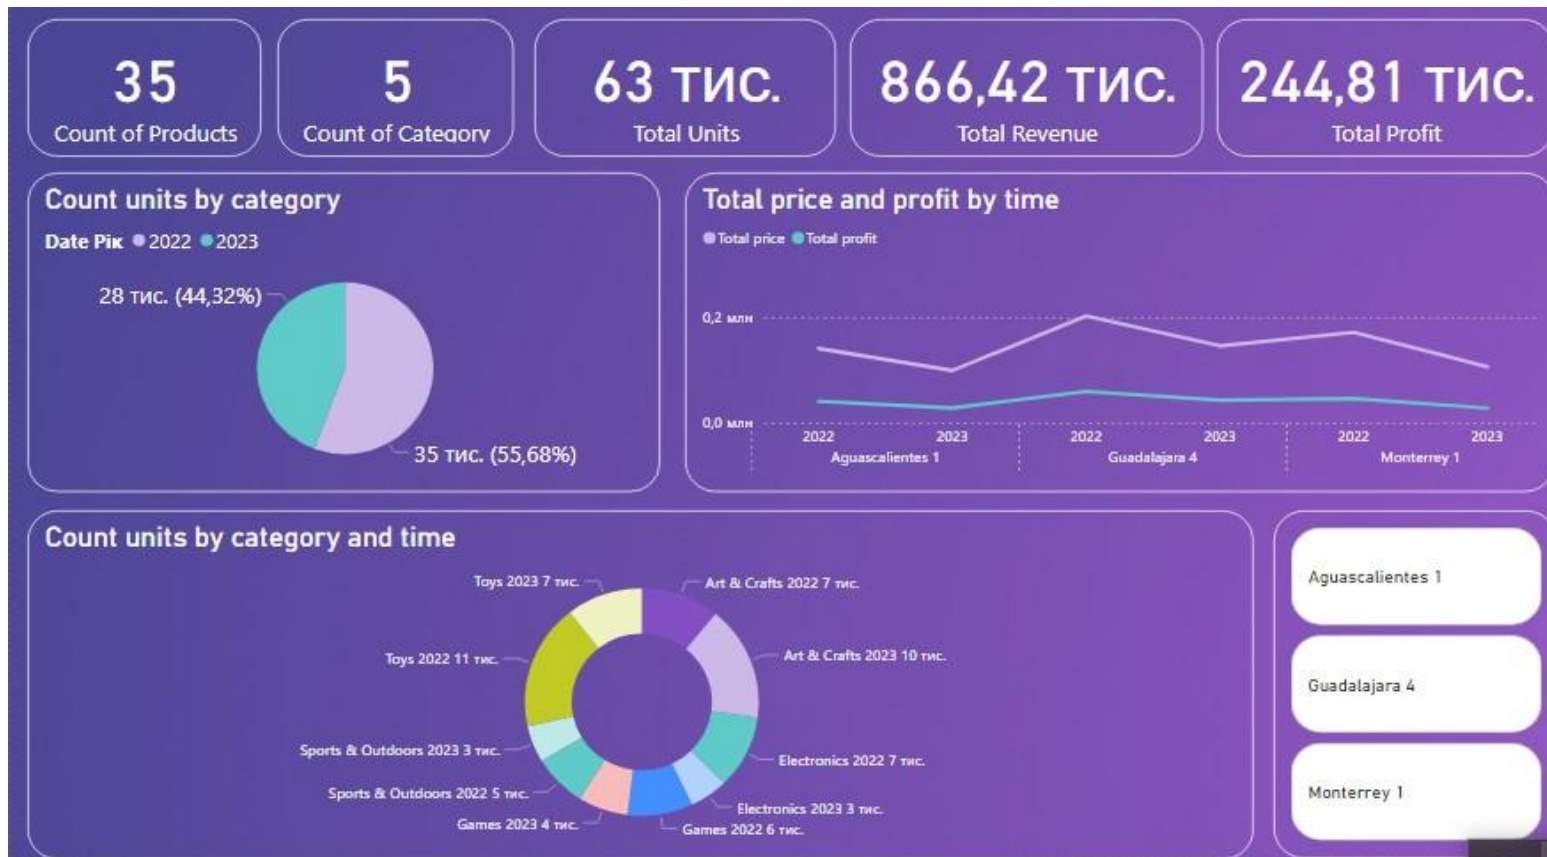 35
Count of Products
5
Count of Category
63 тис.
Total Units
866,42 тис.
Total Revenue
244,81 тис.
Total Profit
Count units by category
Date Рік 2022 2023
28 тис. (44,32%)
35 тис. (55,68%)
Total price and profit by time
Total price Total profit
0,2 млн
0,0 млн
2022 2023 2022 2023 2022 2023
Aguascalientes 1 Guadalajara 4 Monterrey 1
Count units by category and time
Toys 2023 7 тис.
Art & Crafts 2022 7 тис.
Toys 2022 11 тис.
Art & Crafts 2023 10 тис.
Sports & Outdoors 2023 3 тис.
Electronics 2022 7 тис.
Sports & Outdoors 2022 5 тис.
Electronics 2023 3 тис.
Games 2023 4 тис.
Games 2022 6 тис.
Aguascalientes 1
Guadalajara 4
Monterrey 1